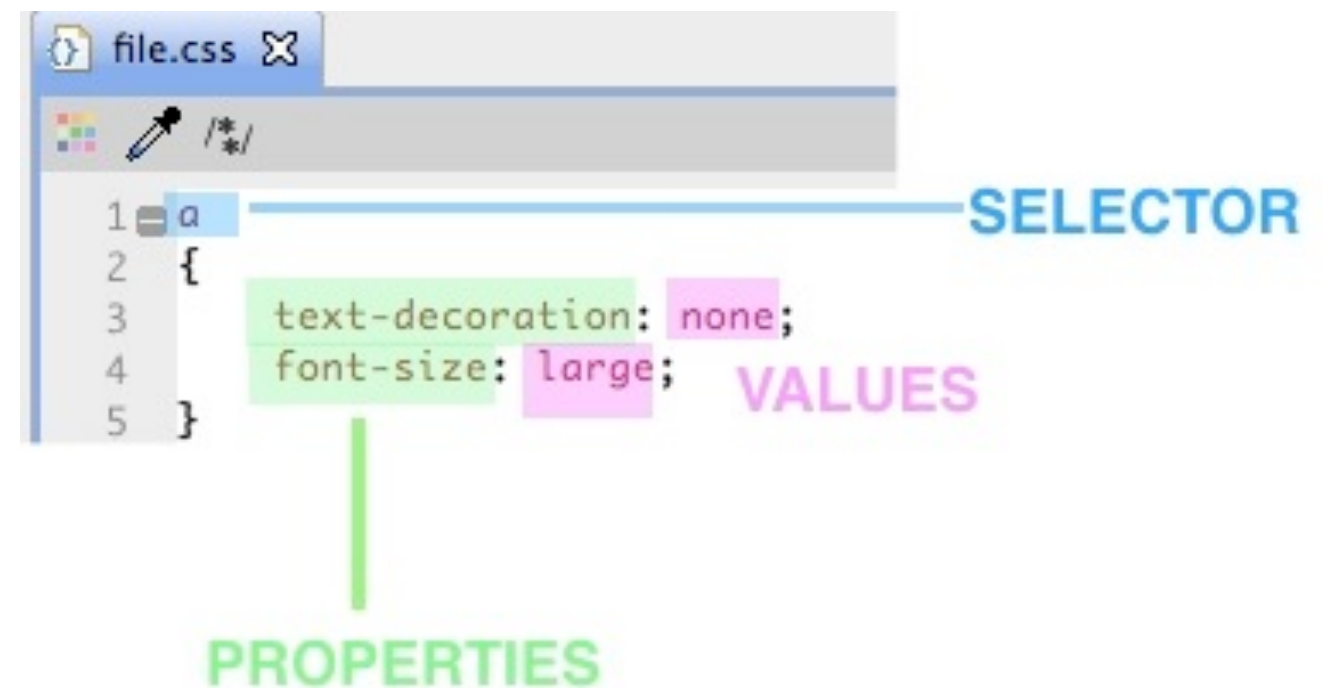 file.css
/**/
1 a SELECTOR
2 {
3 text-decoration: none;
4 font-size: large;
VALUES
5 }
PROPERTIES